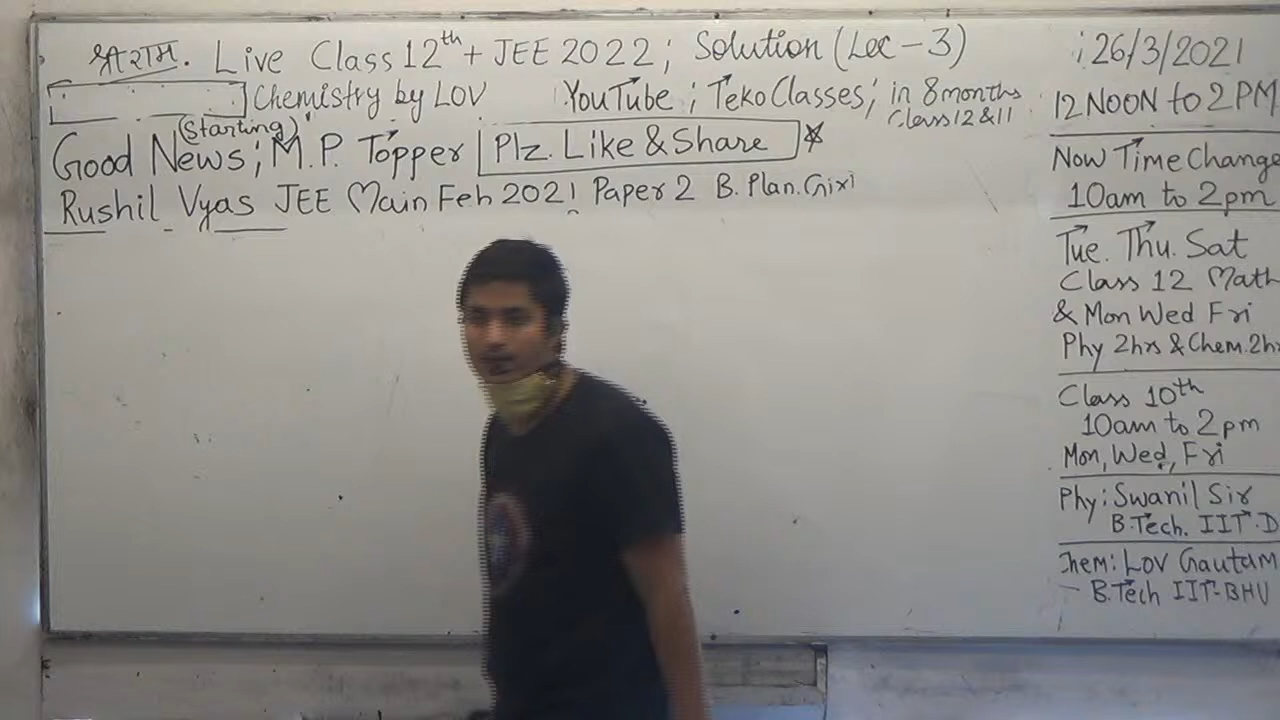 श्री राम. Live Class 12th + JEE 2022; Solution (Lec - 3)
Chemistry by LOV YouTube; TekoClasses; in 8 months
Class 12 & 11
(Starting)
Good News; M.P. Topper Plz. Like & Share
Rushil Vyas JEE Main Feb 2021 Paper 2 B. Plan.
; 26/3/2021
12 NOON to 2 PM
Now Time Change
10am to 2pm
Tue. Thu. Sat
Class 12 Math
& Mon Wed Fri
Phy 2hrs & Chem. 2hr
Class 10th
10am to 2 pm
Mon, Wed, Fri
Phy: Swanil Sir
B.Tech. IIT-D
Chem: Lov Gautam
B.Tech IIT-BHU